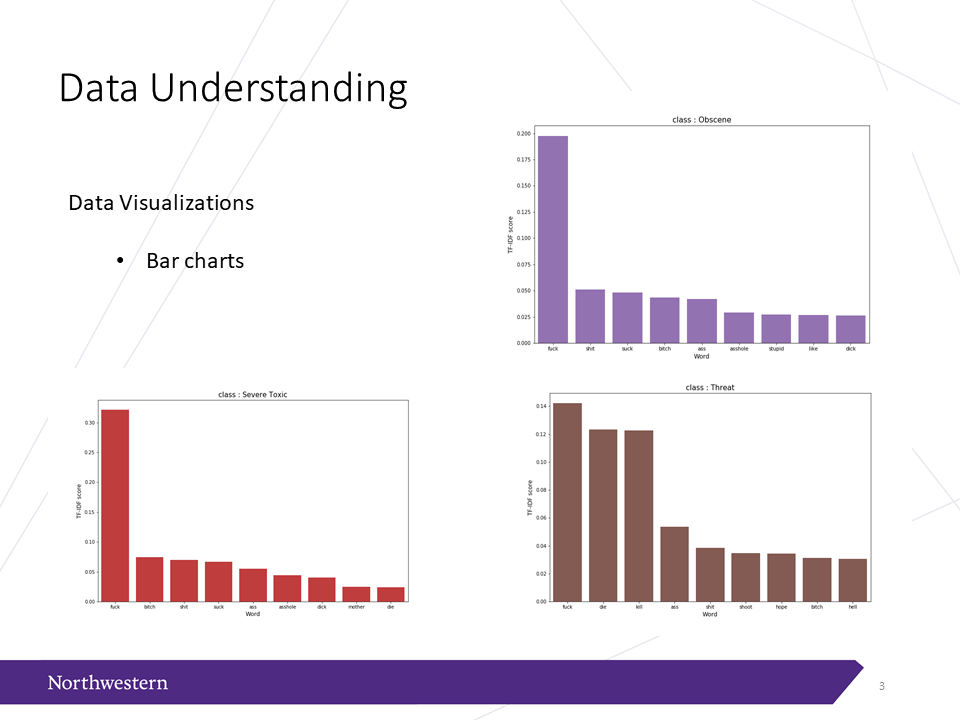 Data Understanding
Data Visualizations
• Bar charts
class : Obscene
0.200
0.175
0.150
0.125
0.100
0.075
0.050
0.025
0.000
TF-IDF score
fuck shit suck bitch ass asshole stupid like dick
Word
class : Severe Toxic
0.30
0.25
0.20
0.15
0.10
0.05
0.00
TF-IDF score
fuck bitch shit suck ass asshole dick mother die
Word
class : Threat
0.14
0.12
0.10
0.08
0.06
0.04
0.02
0.00
TF-IDF score
fuck die kill ass shit shoot hope bitch hell
Word
Northwestern
3